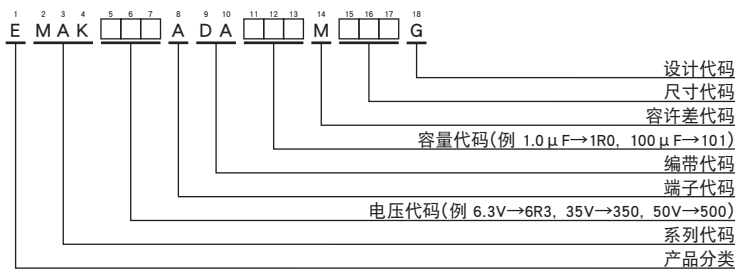 1 2 3 4 5 6 7 8 9 10 11 12 13 14 15 16 17 18
E M A K A D A M G
设计代码
尺寸代码
容许差代码
容量代码(例 1.0μF→1R0, 100μF→101)
编带代码
端子代码
电压代码(例 6.3V→6R3, 35V→350, 50V→500)
系列代码
产品分类